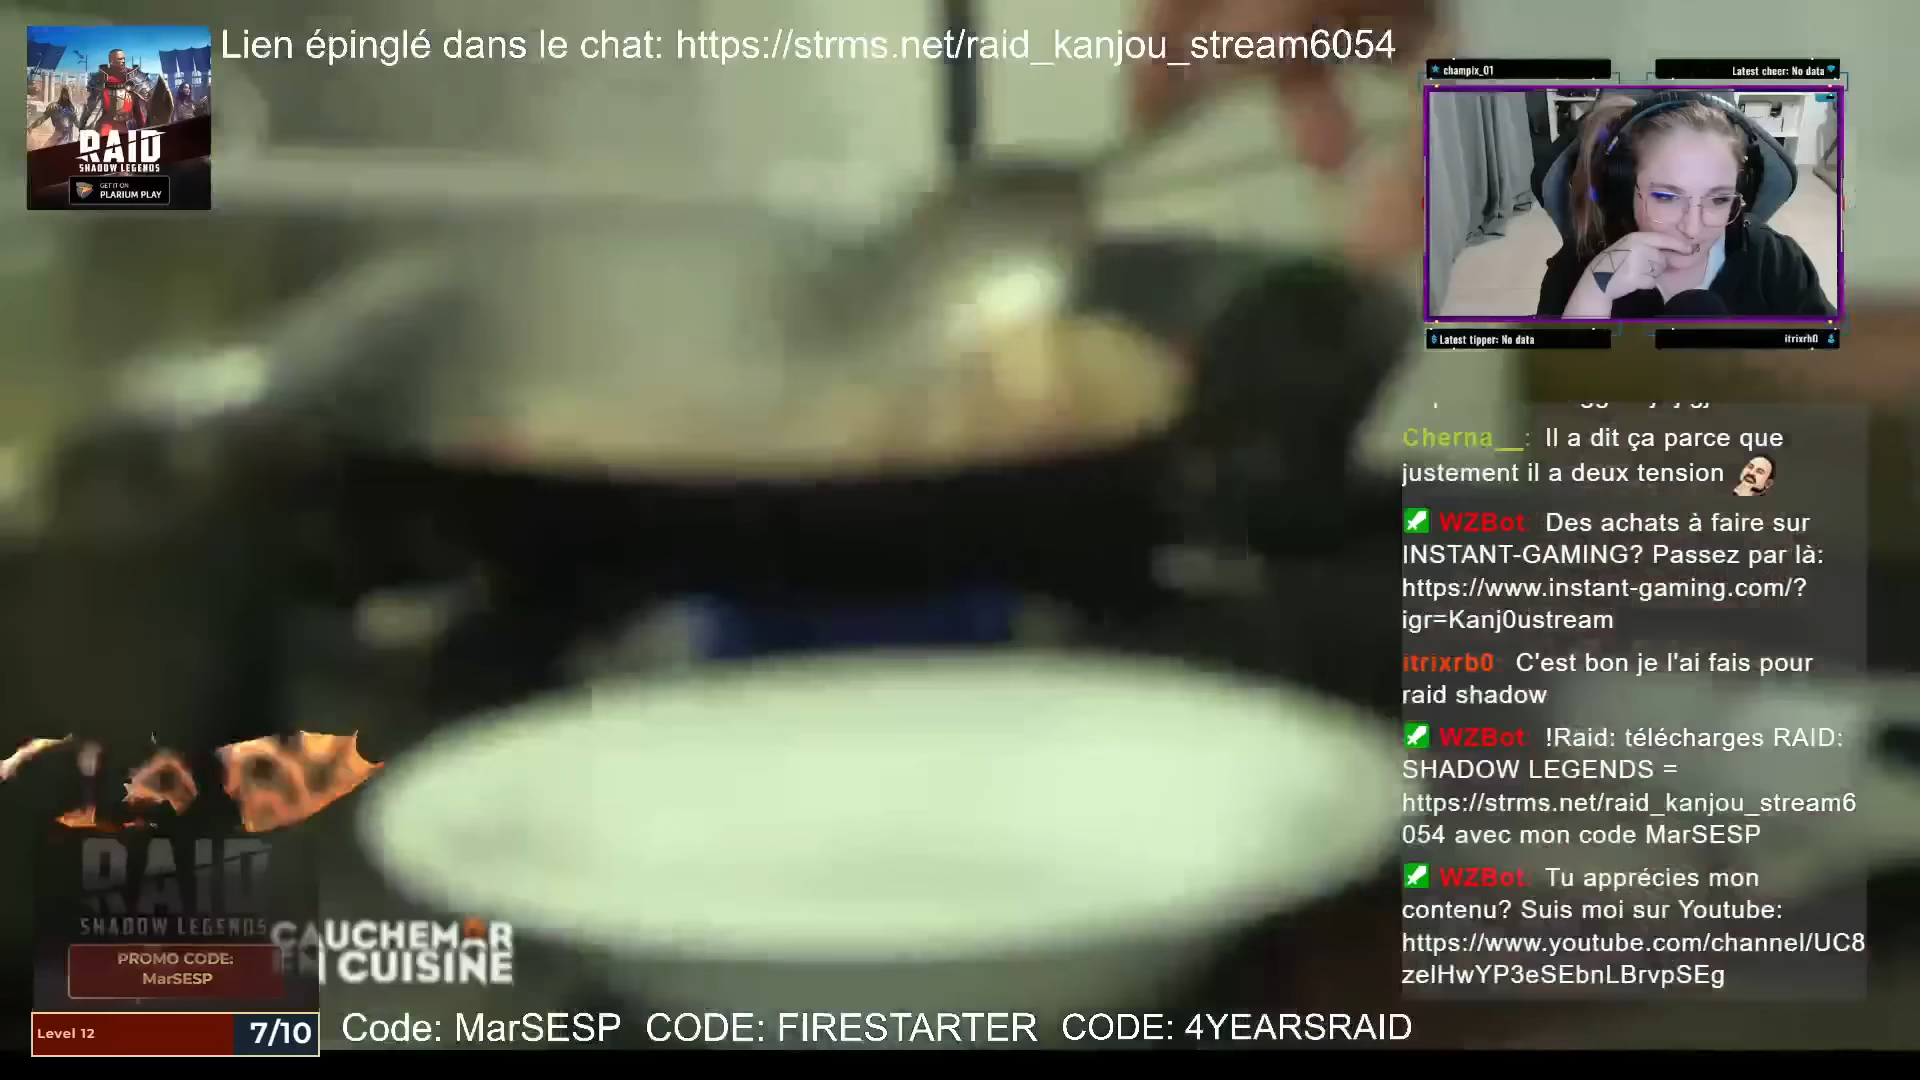 Lien épinglé dans le chat: https://strms.net/raid_kanjou_stream6054
RAID
SHADOW LEGENDS
GET IT ON
PLARIUM PLAY
champix_01
Latest cheer: No data
Latest tipper: No data
itrixrb0
Cherna__: Il a dit ça parce que
justement il a deux tension
WZBot: Des achats à faire sur
INSTANT-GAMING? Passez par là:
https://www.instant-gaming.com/?
igr=Kanj0ustream
itrixrb0: C'est bon je l'ai fais pour
raid shadow
WZBot: !Raid: télécharges RAID:
SHADOW LEGENDS =
https://strms.net/raid_kanjou_stream6
054 avec mon code MarSESP
WZBot: Tu apprécies mon
contenu? Suis moi sur Youtube:
https://www.youtube.com/channel/UC8
zelHwYP3eSEbnLBrvpSEg
RAID
SHADOW LEGENDS
PROMO CODE:
MarSESP
CAUCHEMAR
EN CUISINE
Level 12
7/10
Code: MarSESP CODE: FIRESTARTER CODE: 4YEARSRAID